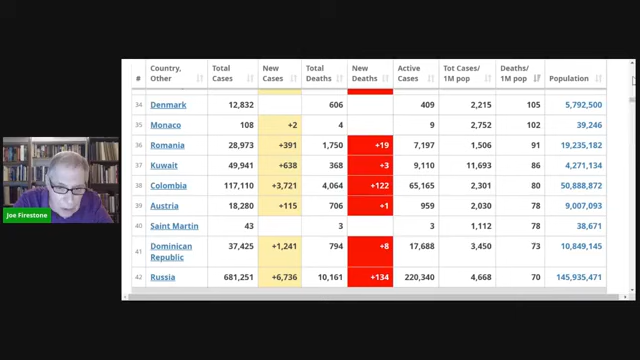 # Country, Other Total Cases New Cases Total Deaths New Deaths Active Cases Tot Cases/ 1M pop Deaths/ 1M pop Population
34 Denmark 12,832 606 409 2,215 105 5,792,500
35 Monaco 108 +2 4 9 2,752 102 39,246
36 Romania 28,973 +391 1,750 +19 7,197 1,506 91 19,235,182
37 Kuwait 49,941 +638 368 +3 9,110 11,693 86 4,271,134
38 Colombia 117,110 +3,721 4,064 +122 65,165 2,301 80 50,888,872
39 Austria 18,280 +115 706 +1 959 2,030 78 9,007,093
40 Saint Martin 43 3 3 1,112 78 38,671
41 Dominican Republic 37,425 +1,241 794 +8 17,688 3,450 73 10,849,145
42 Russia 681,251 +6,736 10,161 +134 220,340 4,668 70 145,935,471
Joe Firestone